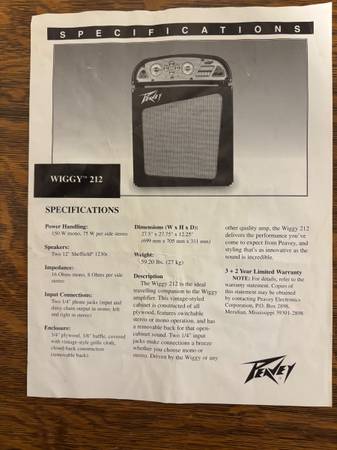 SPECIFICATIONS
PEAVEY
WIGGY™ 212
SPECIFICATIONS
Power Handling:
150 W mono, 75 W per side stereo
Speakers:
Two 12" Sheffield® 1230s
Impedance:
16 Ohms mono, 8 Ohms per side
stereo
Input Connections:
Two 1/4" phono jacks (input and
daisy chain output in mono; left
and right in stereo)
Enclosure:
3/4" plywood, 3/8" baffle, covered
with vintage-style grille cloth,
closed-back construction
(removable back)
Dimensions (W x H x D):
27.5" x 27.75" x 12.25"
(699 mm x 705 mm x 311 mm)
Weight:
59.20 lbs. (27 kg)
Description
The Wiggy 212 is the ideal
travelling companion to the Wiggy
amplifier. This vintage-styled
cabinet is constructed of all
plywood, features switchable
stereo or mono operation, and has
a removable back for that open-
cabinet sound. Two 1/4" input
jacks make connections a breeze
whether you choose mono or
stereo. Driven by the Wiggy or any
other quality amp, the Wiggy 212
delivers the performance you've
come to expect from Peavey, and
styling that's as innovative as the
sound is incredible.
3 + 2 Year Limited Warranty
NOTE: For details, refer to the
warranty statement. Copies of
this statement may be obtained
by contacting Peavey Electronics
Corporation, P.O. Box 2898,
Meridian, Mississippi 39301-2898
PEAVEY